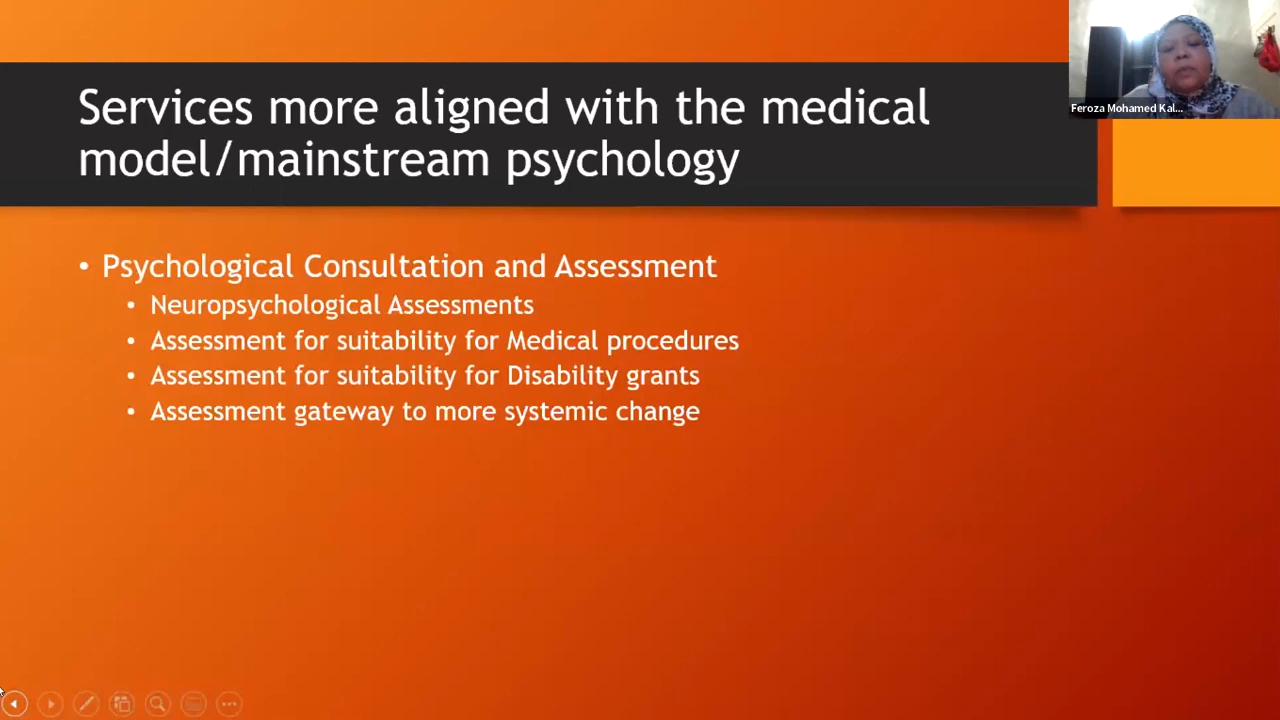 Services more aligned with the medical
model/mainstream psychology
Feroza Mohamed Kal...
• Psychological Consultation and Assessment
• Neuropsychological Assessments
• Assessment for suitability for Medical procedures
• Assessment for suitability for Disability grants
• Assessment gateway to more systemic change